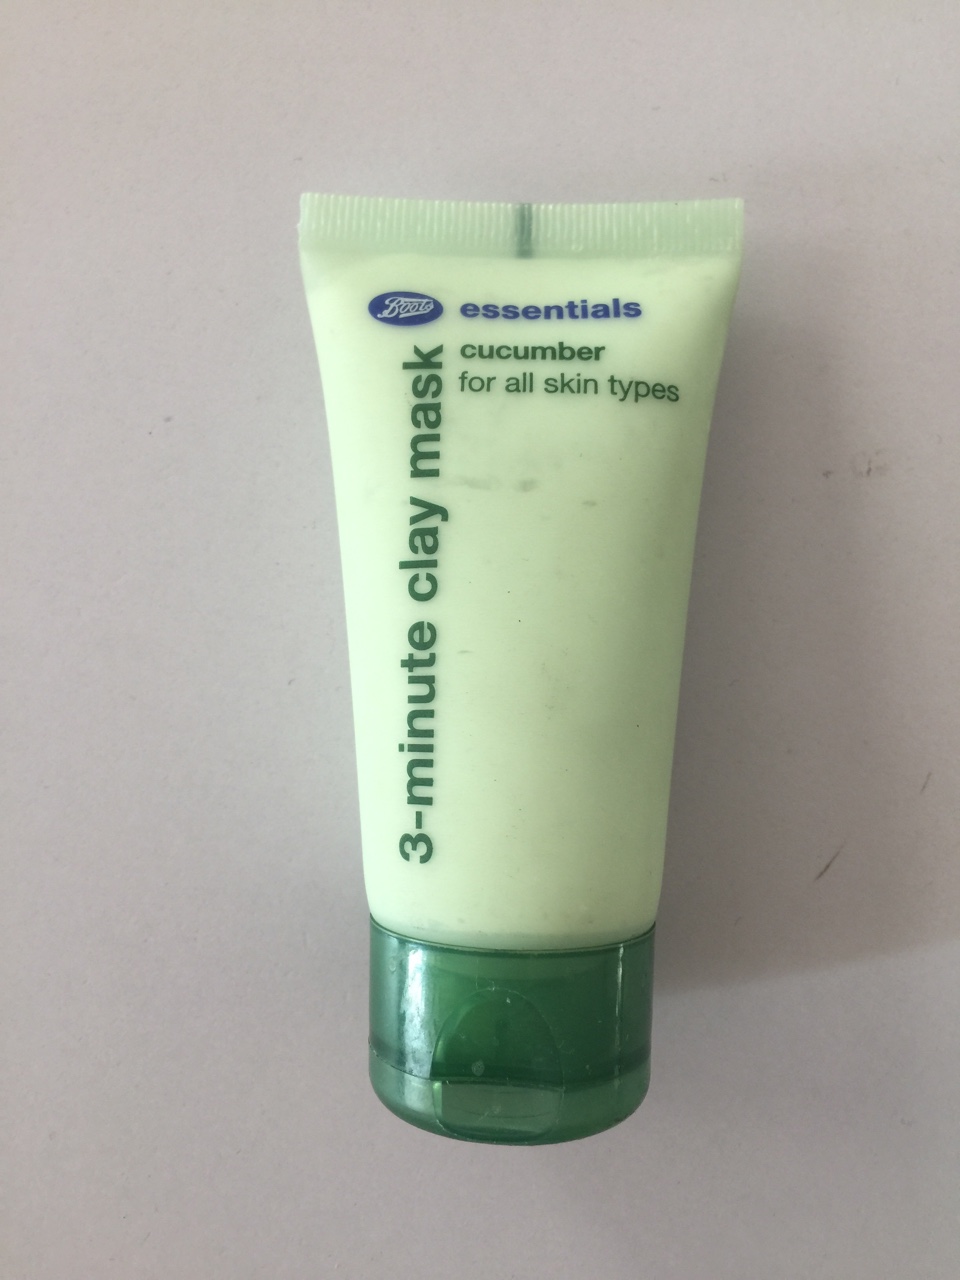 Boots essentials
cucumber
for all skin types
3-minute clay mask